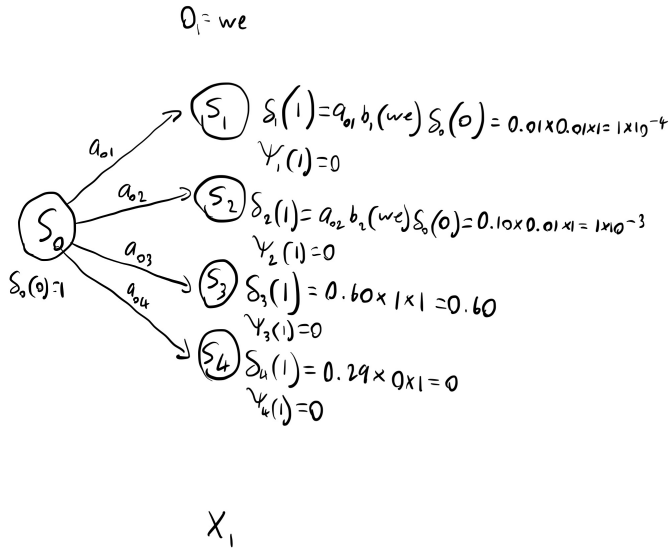 O₁ = we
S₁ δ₁(1) = a₀₁ b₁(we) δ₀(0) = 0.01×0.01×1 = 1×10⁻⁴
a₀₁
Ψ₁(1) = 0
a₀₂
S₂ δ₂(1) = a₀₂ b₂(we) δ₀(0) = 0.10×0.01×1 = 1×10⁻³
S₀
Ψ₂(1) = 0
a₀₃
δ₀(0) = 1
a₀₄
S₃ δ₃(1) = 0.60 × 1 × 1 = 0.60
Ψ₃(1) = 0
S₄ δ₄(1) = 0.29 × 0 × 1 = 0
Ψ₄(1) = 0
X₁